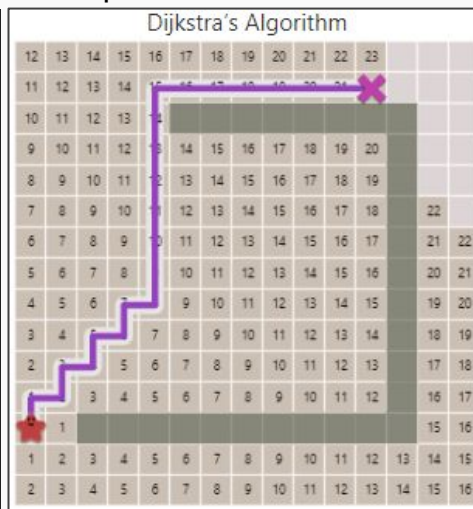 Dijkstra's Algorithm
12 13 14 15 16 17 18 19 20 21 22 23
11 12 13 14
10 11 12 13
9 10 11 12 14 15 16 17 18 19 20
8 9 10 11 13 14 15 16 17 18 19
7 8 9 10 12 13 14 15 16 17 18 22
6 7 8 9 11 12 13 14 15 16 17 21 22
5 6 7 8 10 11 12 13 14 15 16 20 21
4 5 6 9 10 11 12 13 14 15 19 20
3 4 7 8 9 10 11 12 13 14 18 19
2 5 6 7 8 9 10 11 12 13 17 18
3 4 5 6 7 8 9 10 11 12 16 17
1 15 16
1 2 3 4 5 6 7 8 9 10 11 12 13 14 15
2 3 4 5 6 7 8 9 10 11 12 13 14 15 16